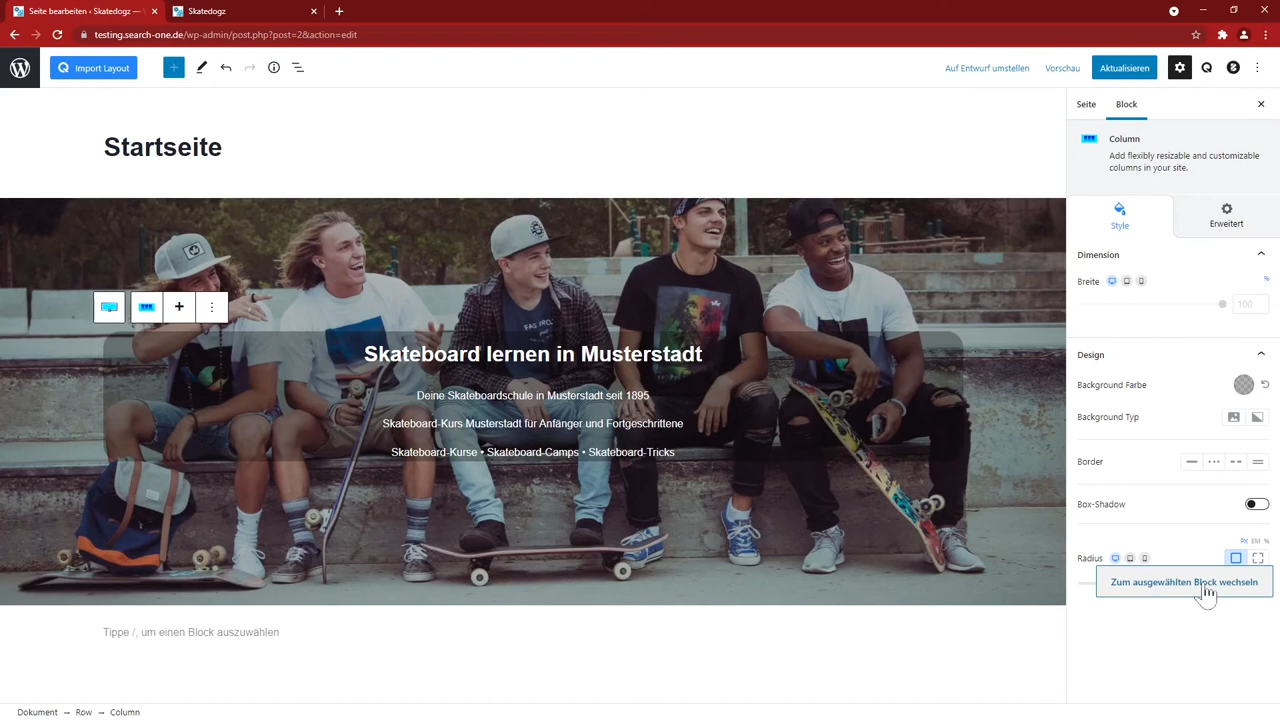 Seite bearbeiten ‹ Skatedogz —
Skatedogz
testing.search-one.de/wp-admin/post.php?post=2&action=edit
Import Layout
Auf Entwurf umstellen
Vorschau
Aktualisieren
Seite
Block
Column
Add flexibly resizable and customizable
columns in your site.
Style
Erweitert
Startseite
Dimension
Breite
%
100
Skateboard lernen in Musterstadt
Deine Skateboardschule in Musterstadt seit 1895
Skateboard-Kurs Musterstadt für Anfänger und Fortgeschrittene
Skateboard-Kurse • Skateboard-Camps • Skateboard-Tricks
Design
Background Farbe
Background Typ
Border
Box-Shadow
PX EM %
Radius
Zum ausgewählten Block wechseln
Tippe /, um einen Block auszuwählen
Dokument → Row → Column